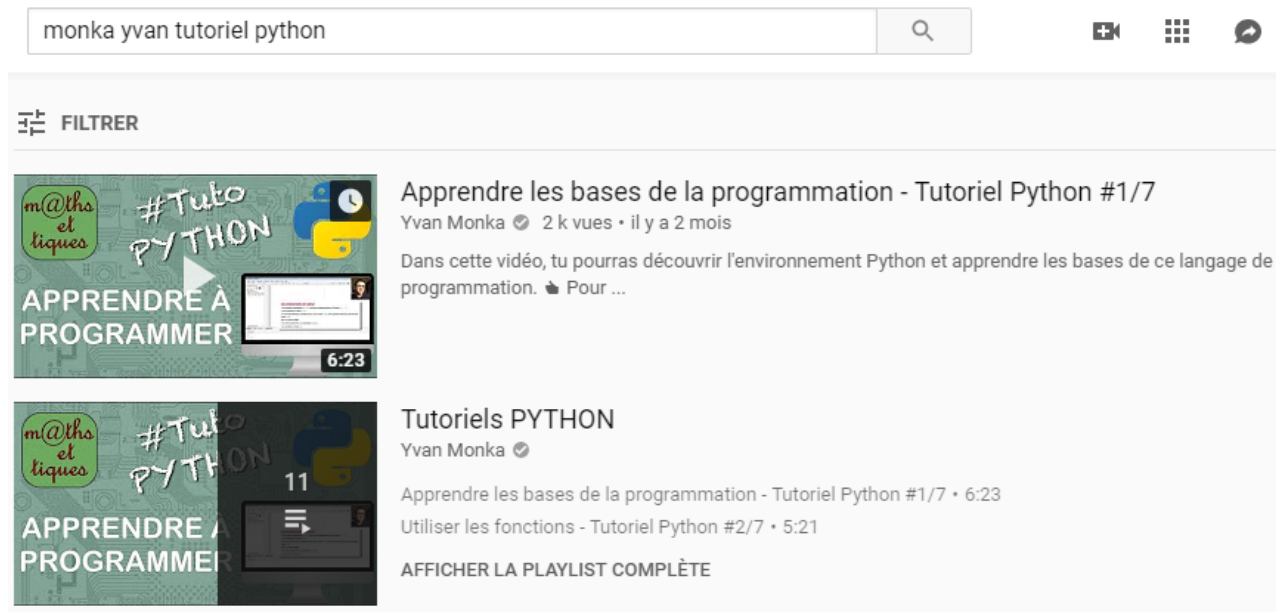 monka yvan tutoriel python
FILTRER
m@ths
et
tiques
#Tuto
PYTHON
APPRENDRE À
PROGRAMMER
6:23
Apprendre les bases de la programmation - Tutoriel Python #1/7
Yvan Monka 2 k vues • il y a 2 mois
Dans cette vidéo, tu pourras découvrir l'environnement Python et apprendre les bases de ce langage de
programmation. Pour ...
m@ths
et
tiques
#Tuto
PYTHON
APPRENDRE À
PROGRAMMER
11
Tutoriels PYTHON
Yvan Monka
Apprendre les bases de la programmation - Tutoriel Python #1/7 • 6:23
Utiliser les fonctions - Tutoriel Python #2/7 • 5:21
AFFICHER LA PLAYLIST COMPLÈTE